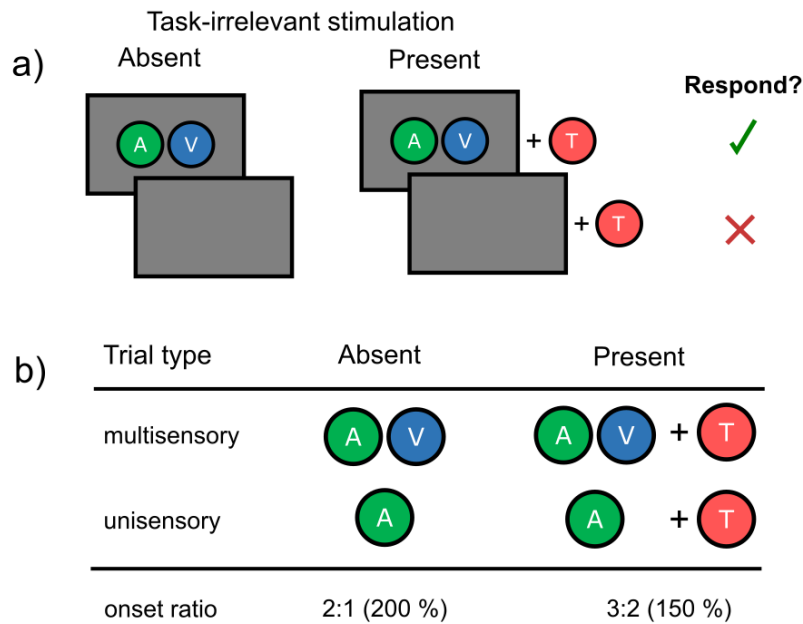 Task-irrelevant stimulation
a)
Absent
Present
Respond?
A V
A V + T
+ T
b)
Trial type Absent Present
multisensory A V A V + T
unisensory A A + T
onset ratio 2:1 (200 %) 3:2 (150 %)